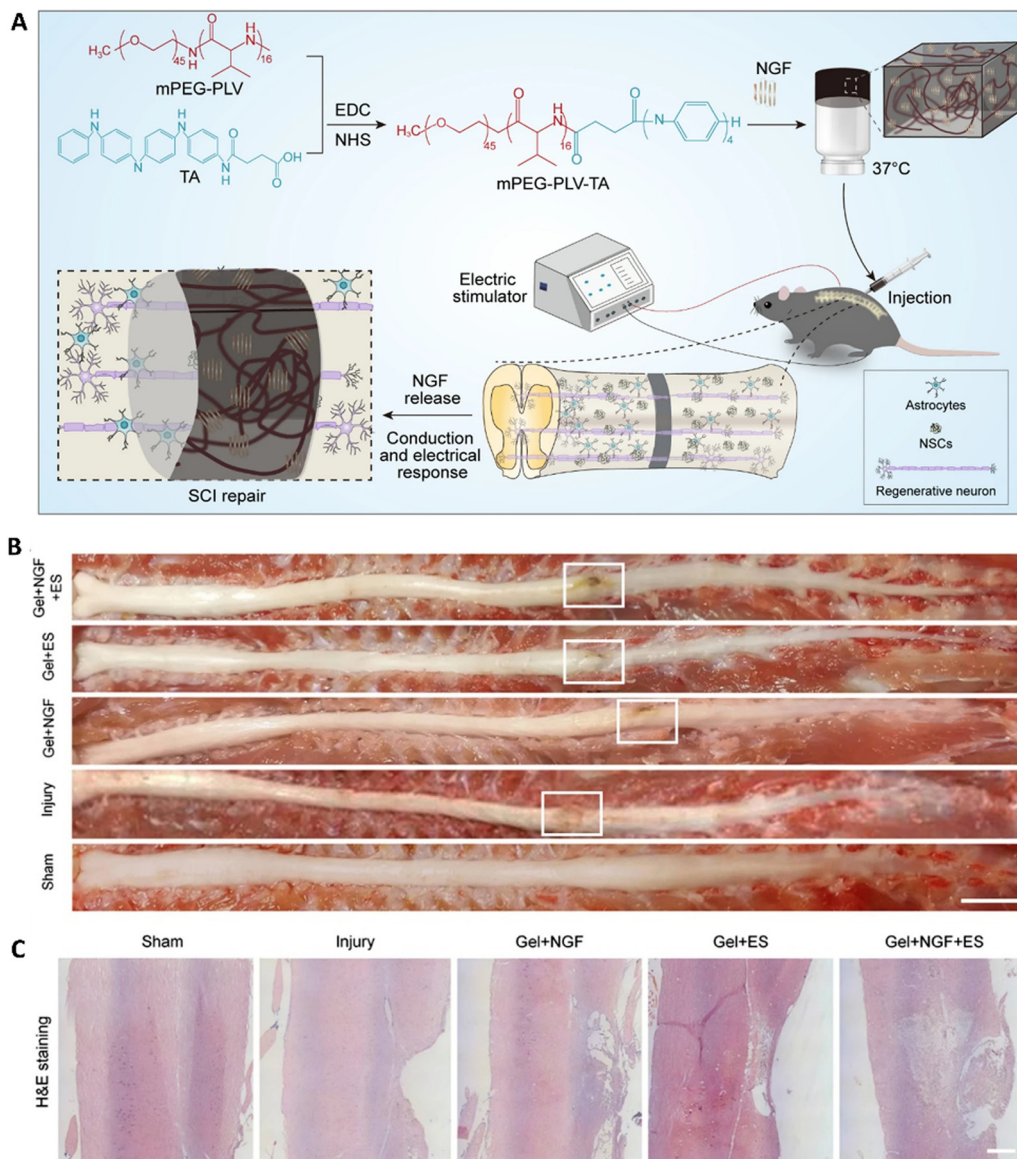 A
H₃C
O
45
N
H
O
H
N
16
mPEG-PLV
H
N
H
N
N
N
H
O
OH
O
TA
EDC
NHS
H₃C
O
45
O
H
N
16
O
O
N
H
4
mPEG-PLV-TA
NGF
37°C
Electric
stimulator
Injection
NGF
release
Conduction
and electrical
response
SCI repair
Astrocytes
NSCs
Regenerative neuron
B
Gel+NGF
+ES
Gel+ES
Gel+NGF
Injury
Sham
C
Sham
Injury
Gel+NGF
Gel+ES
Gel+NGF+ES
H&E staining